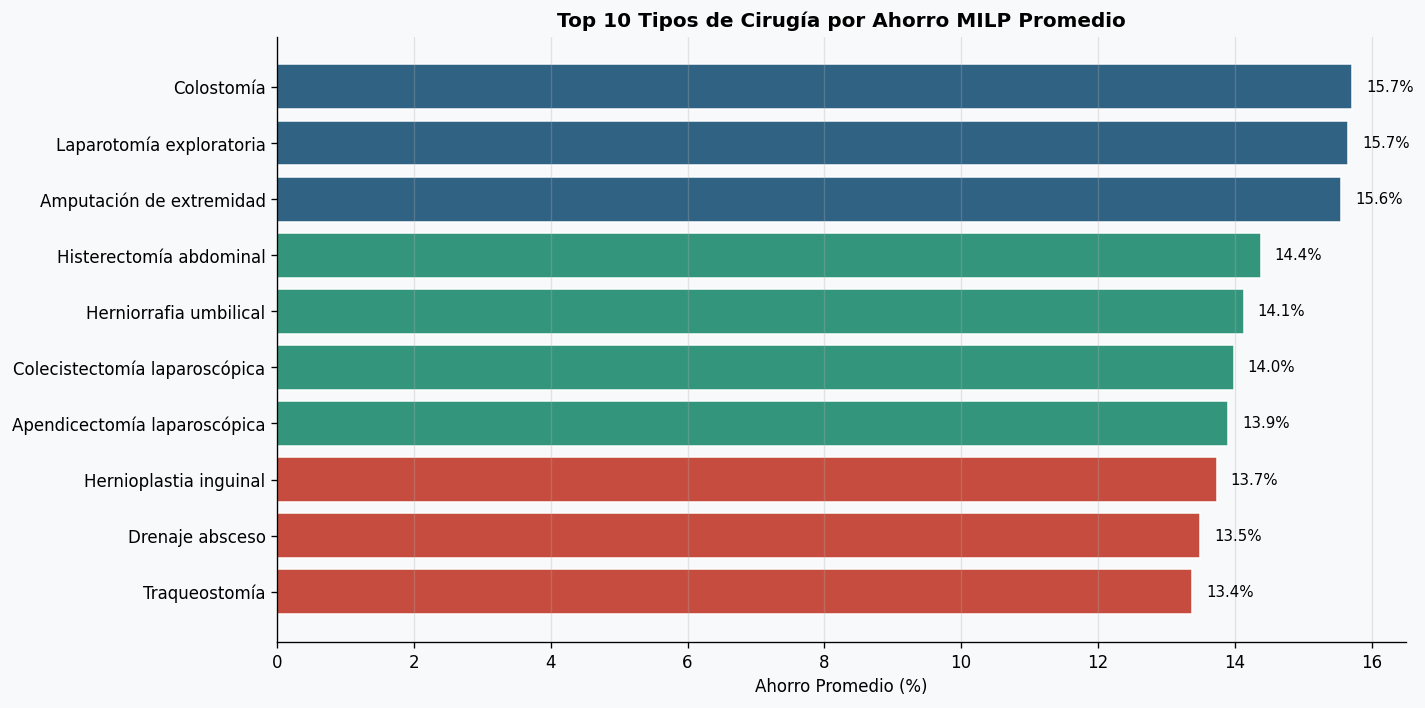 Top 10 Tipos de Cirugía por Ahorro MILP Promedio
Colostomía 15.7%
Laparotomía exploratoria 15.7%
Amputación de extremidad 15.6%
Histerectomía abdominal 14.4%
Herniorrafia umbilical 14.1%
Colecistectomía laparoscópica 14.0%
Apendicectomía laparoscópica 13.9%
Hernioplastia inguinal 13.7%
Drenaje absceso 13.5%
Traqueostomía 13.4%
0 2 4 6 8 10 12 14 16
Ahorro Promedio (%)